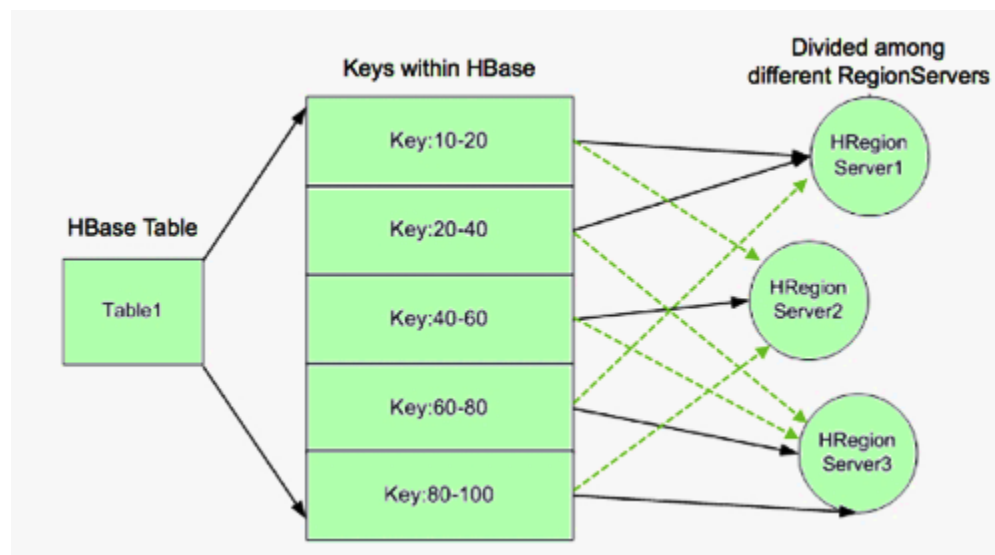 Keys within HBase
Divided among
different RegionServers
HBase Table
Table1
Key:10-20
Key:20-40
Key:40-60
Key:60-80
Key:80-100
HRegion
Server1
HRegion
Server2
HRegion
Server3